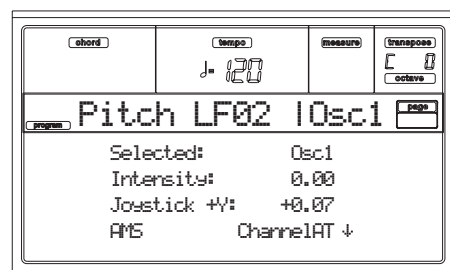 chord tempo measure transpose
♩= 120 C 0
octave
program Pitch LFO2 |Osc1 page
Selected: Osc1
Intensity: 0.00
Joystick +Y: +0.07
AMS ChannelAT ↓